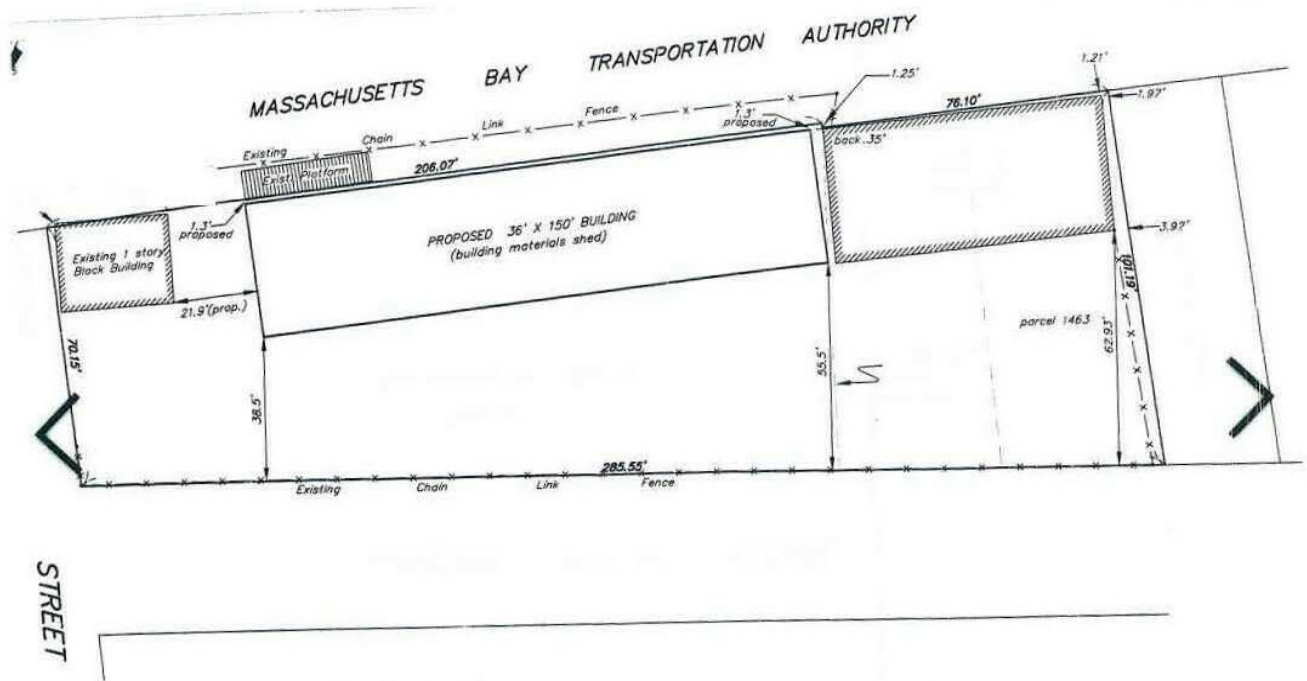 MASSACHUSETTS BAY TRANSPORTATION AUTHORITY
1.21'
1.25'
1.97'
76.10'
1.3'
proposed
back .35'
Existing Chain Link Fence
Exist. Platform
206.07'
1.3'
proposed
PROPOSED 36' X 150' BUILDING
(building materials shed)
Existing 1 story
Block Building
21.9'(prop.)
3.97'
101.19'
parcel 1463
62.93'
55.5'
70.15'
38.5'
285.55'
Existing Chain Link Fence
STREET